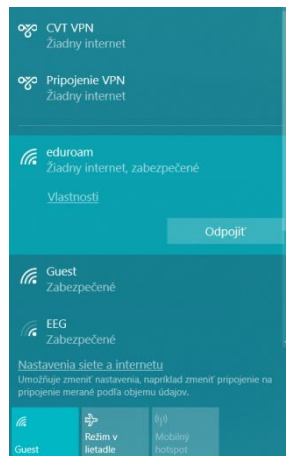 CVT VPN
Žiadny internet
Pripojenie VPN
Žiadny internet
eduroam
Žiadny internet, zabezpečené
Vlastnosti
Odpojiť
Guest
Zabezpečené
EEG
Zabezpečené
Nastavenia siete a internetu
Umožňuje zmeniť nastavenia, napríklad zmeniť pripojenie na
pripojenie merané podľa objemu údajov.
Guest
Režim v
lietadle
Mobilný
hotspot